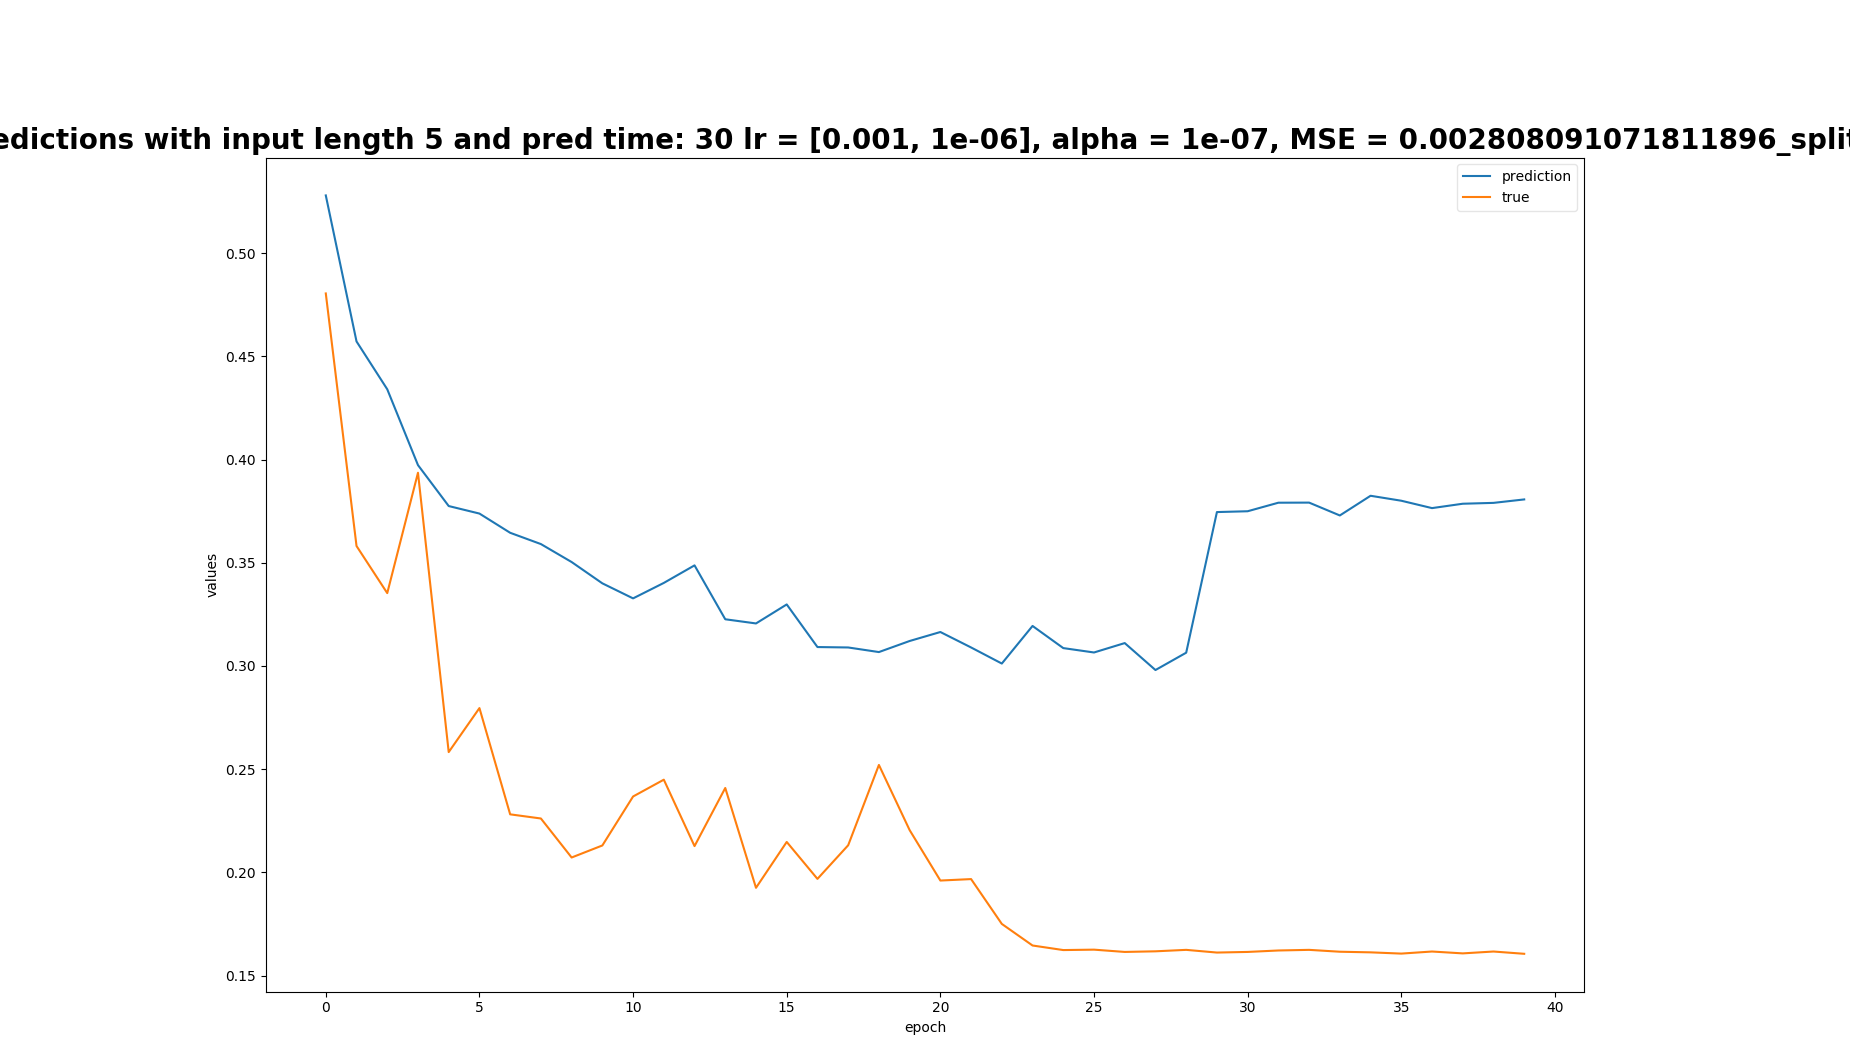 edictions with input length 5 and pred time: 30 lr = [0.001, 1e-06], alpha = 1e-07, MSE = 0.002808091071811896_split
prediction
true
0.50
0.45
0.40
0.35
0.30
0.25
0.20
0.15
values
0 5 10 15 20 25 30 35 40
epoch